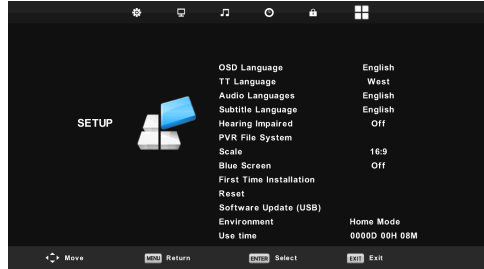 SETUP
OSD Language English
TT Language West
Audio Languages English
Subtitle Language English
Hearing Impaired Off
PVR File System
Scale 16:9
Blue Screen Off
First Time Installation
Reset
Software Update (USB)
Environment Home Mode
Use time 0000D 00H 08M
Move MENU Return ENTER Select EXIT Exit